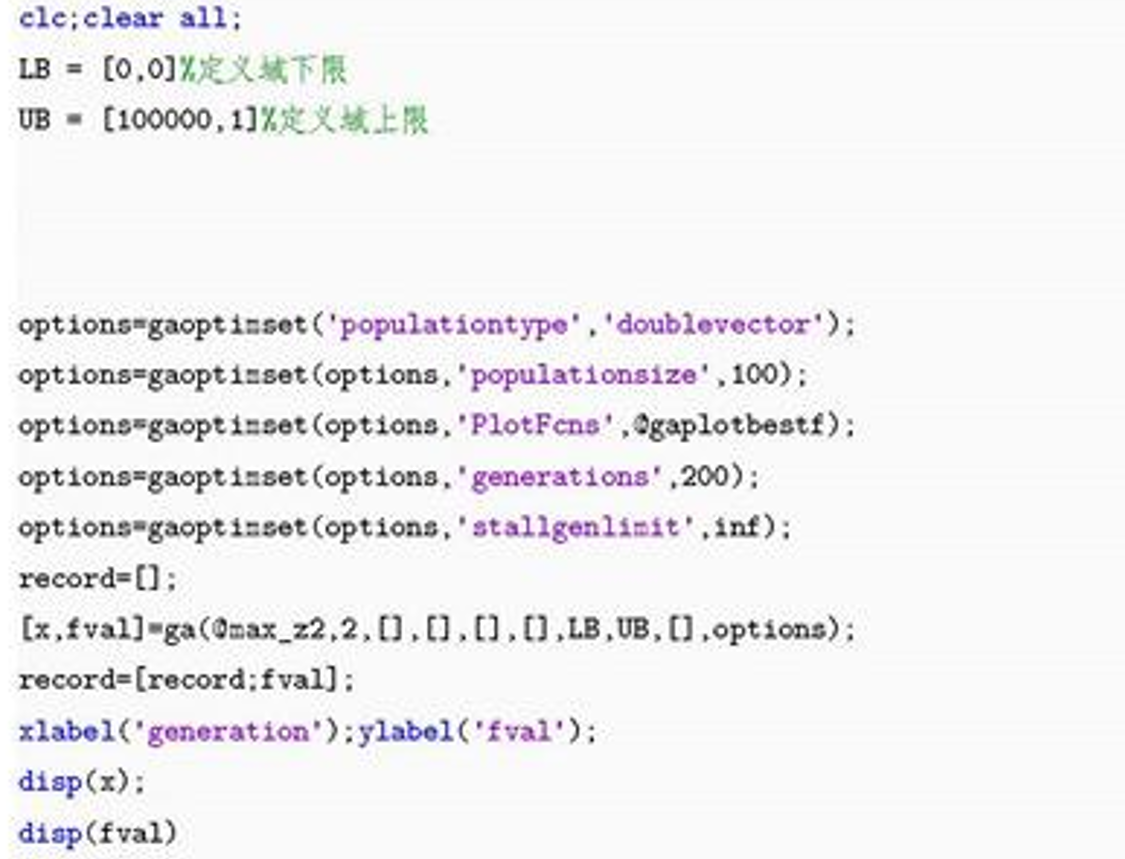 clc;clear all;
LB = [0,0]%定义域下限
UB = [100000,1]%定义域上限
options=gaoptimset('populationtype','doublevector');
options=gaoptimset(options,'populationsize',100);
options=gaoptimset(options,'PlotFcns',@gaplotbestf);
options=gaoptimset(options,'generations',200);
options=gaoptimset(options,'stallgenlimit',inf);
record=[];
[x,fval]=ga(@max_z2,2,[],[],[],[],LB,UB,[],options);
record=[record;fval];
xlabel('generation');ylabel('fval');
disp(x);
disp(fval)